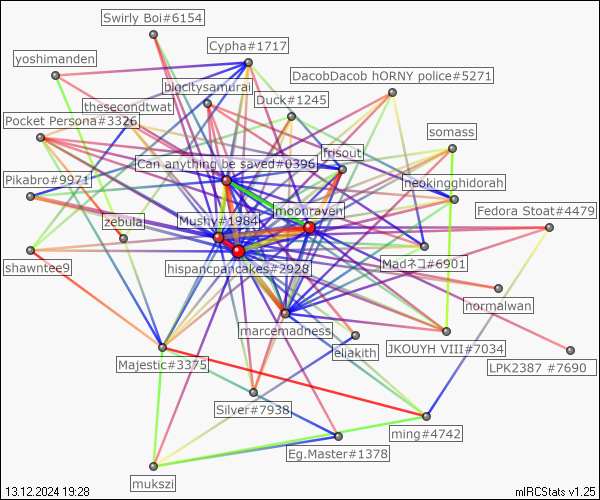 Swirly Boi#6154
Cypha#1717
yoshimanden
DacobDacob hORNY police#5271
bigcitysamurai
Duck#1245
thesecondtwat
Pocket Persona#3326
somass
frisout
Can anything be saved#0396
Pikabro#9971
neokingghidorah
moonraven
Fedora Stoat#4479
Mushy#1984
zebula
Madネコ#6901
shawntee9
hispancpancakes#2928
normalwan
marcemadness
JKOUYH VIII#7034
eliakith
Majestic#3375
LPK2387 #7690
Silver#7938
ming#4742
Eg.Master#1378
mukszi
13.12.2024 19:28
mIRCStats v1.25